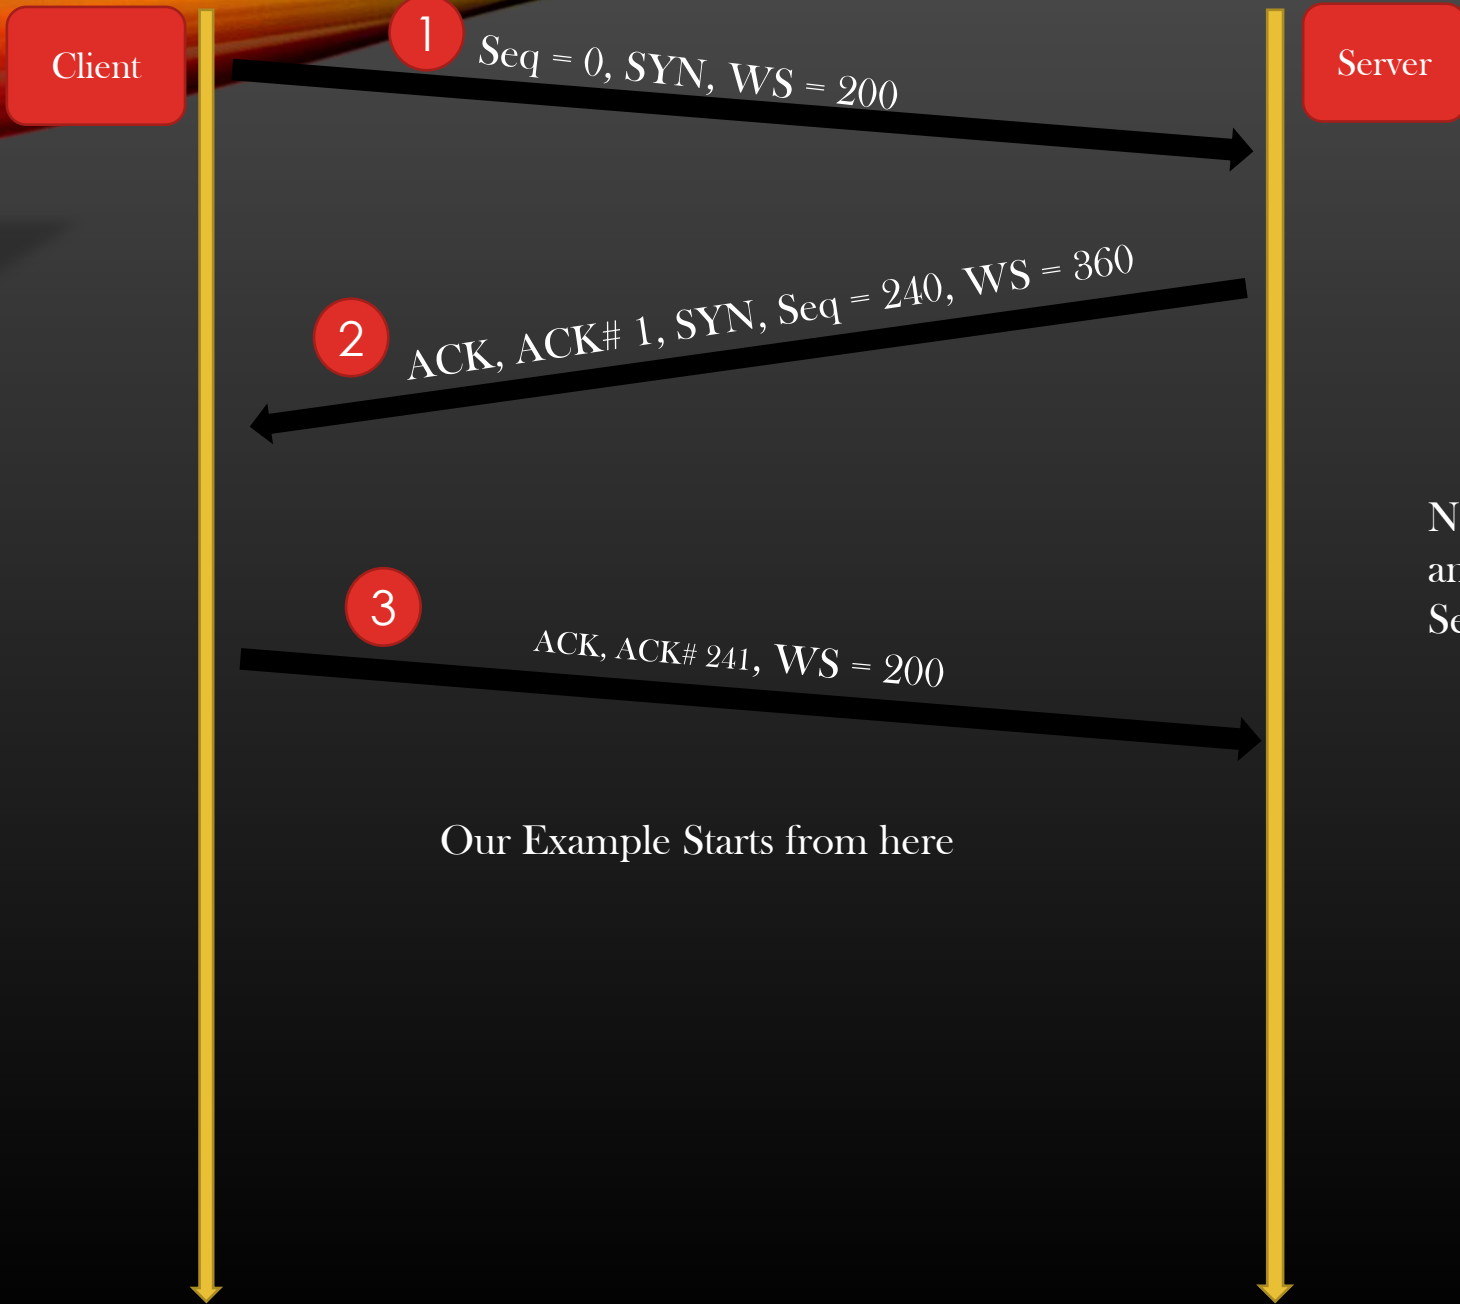 Client
1
Seq = 0, SYN, WS = 200
Server
2
ACK, ACK# 1, SYN, Seq = 240, WS = 360
3
ACK, ACK# 241, WS = 200
Our Example Starts from here